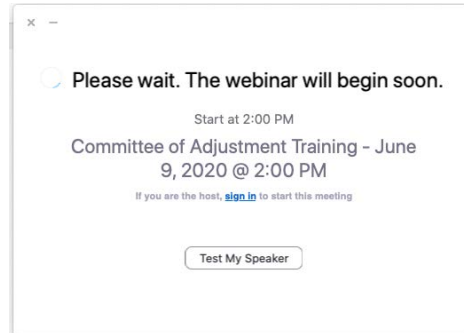 Please wait. The webinar will begin soon.
Start at 2:00 PM
Committee of Adjustment Training - June
9, 2020 @ 2:00 PM
If you are the host, sign in to start this meeting
Test My Speaker